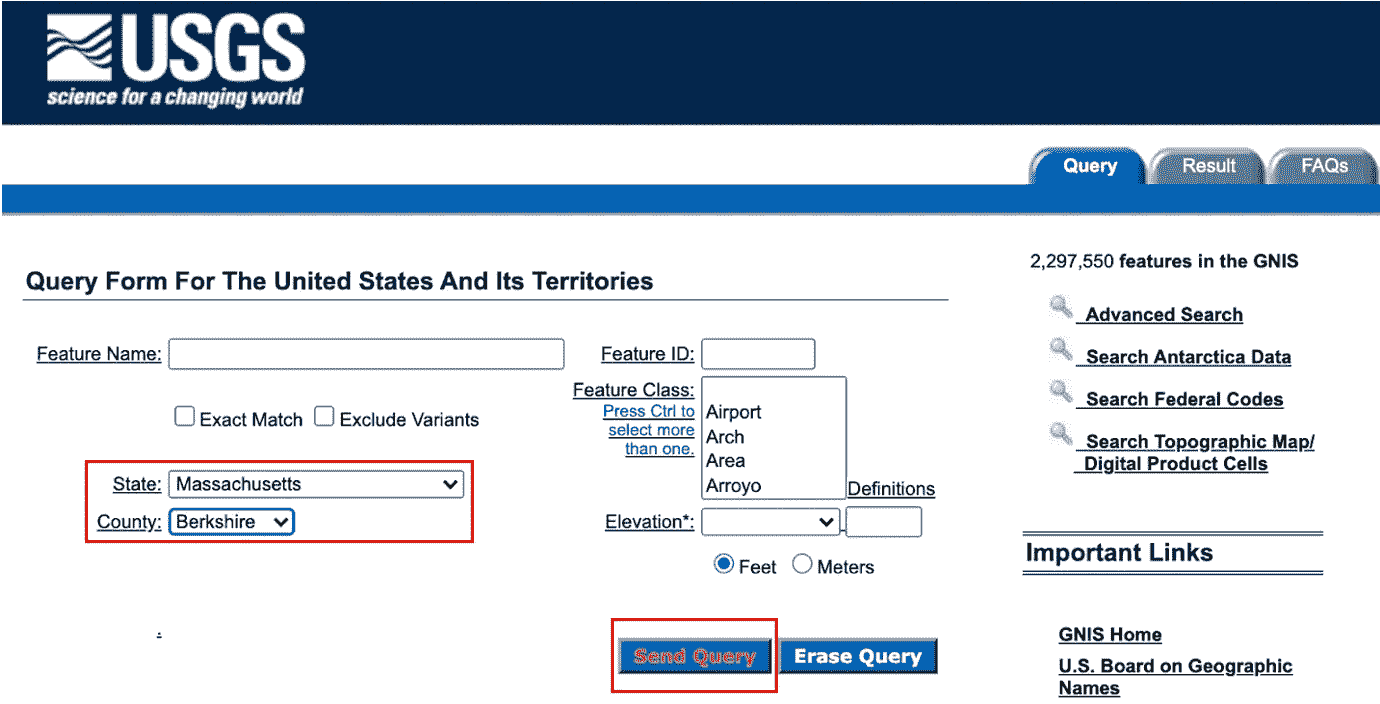 USGS
science for a changing world
Query Result FAQs
Query Form For The United States And Its Territories
Feature Name:
Feature ID:
Exact Match Exclude Variants
Feature Class:
Press Ctrl to
select more
than one.
Airport
Arch
Area
Arroyo
Definitions
State: Massachusetts
County: Berkshire
Elevation*:
Feet Meters
.
Send Query Erase Query
2,297,550 features in the GNIS
Advanced Search
Search Antarctica Data
Search Federal Codes
Search Topographic Map/
Digital Product Cells
Important Links
GNIS Home
U.S. Board on Geographic
Names